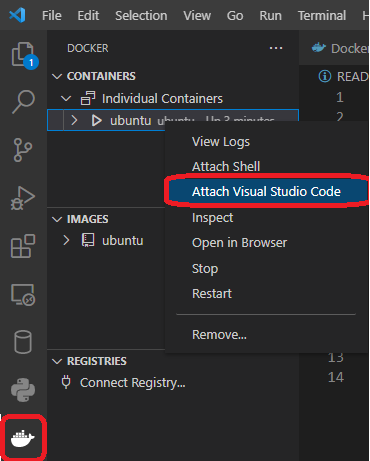 File Edit Selection View Go Run Terminal H
DOCKER
Docker
CONTAINERS
README
Individual Containers
1
ubuntu ubuntu - Up 3 minutes
2
View Logs
Attach Shell
Attach Visual Studio Code
IMAGES
Inspect
ubuntu
Open in Browser
Stop
Restart
Remove...
REGISTRIES
13
Connect Registry...
14
1